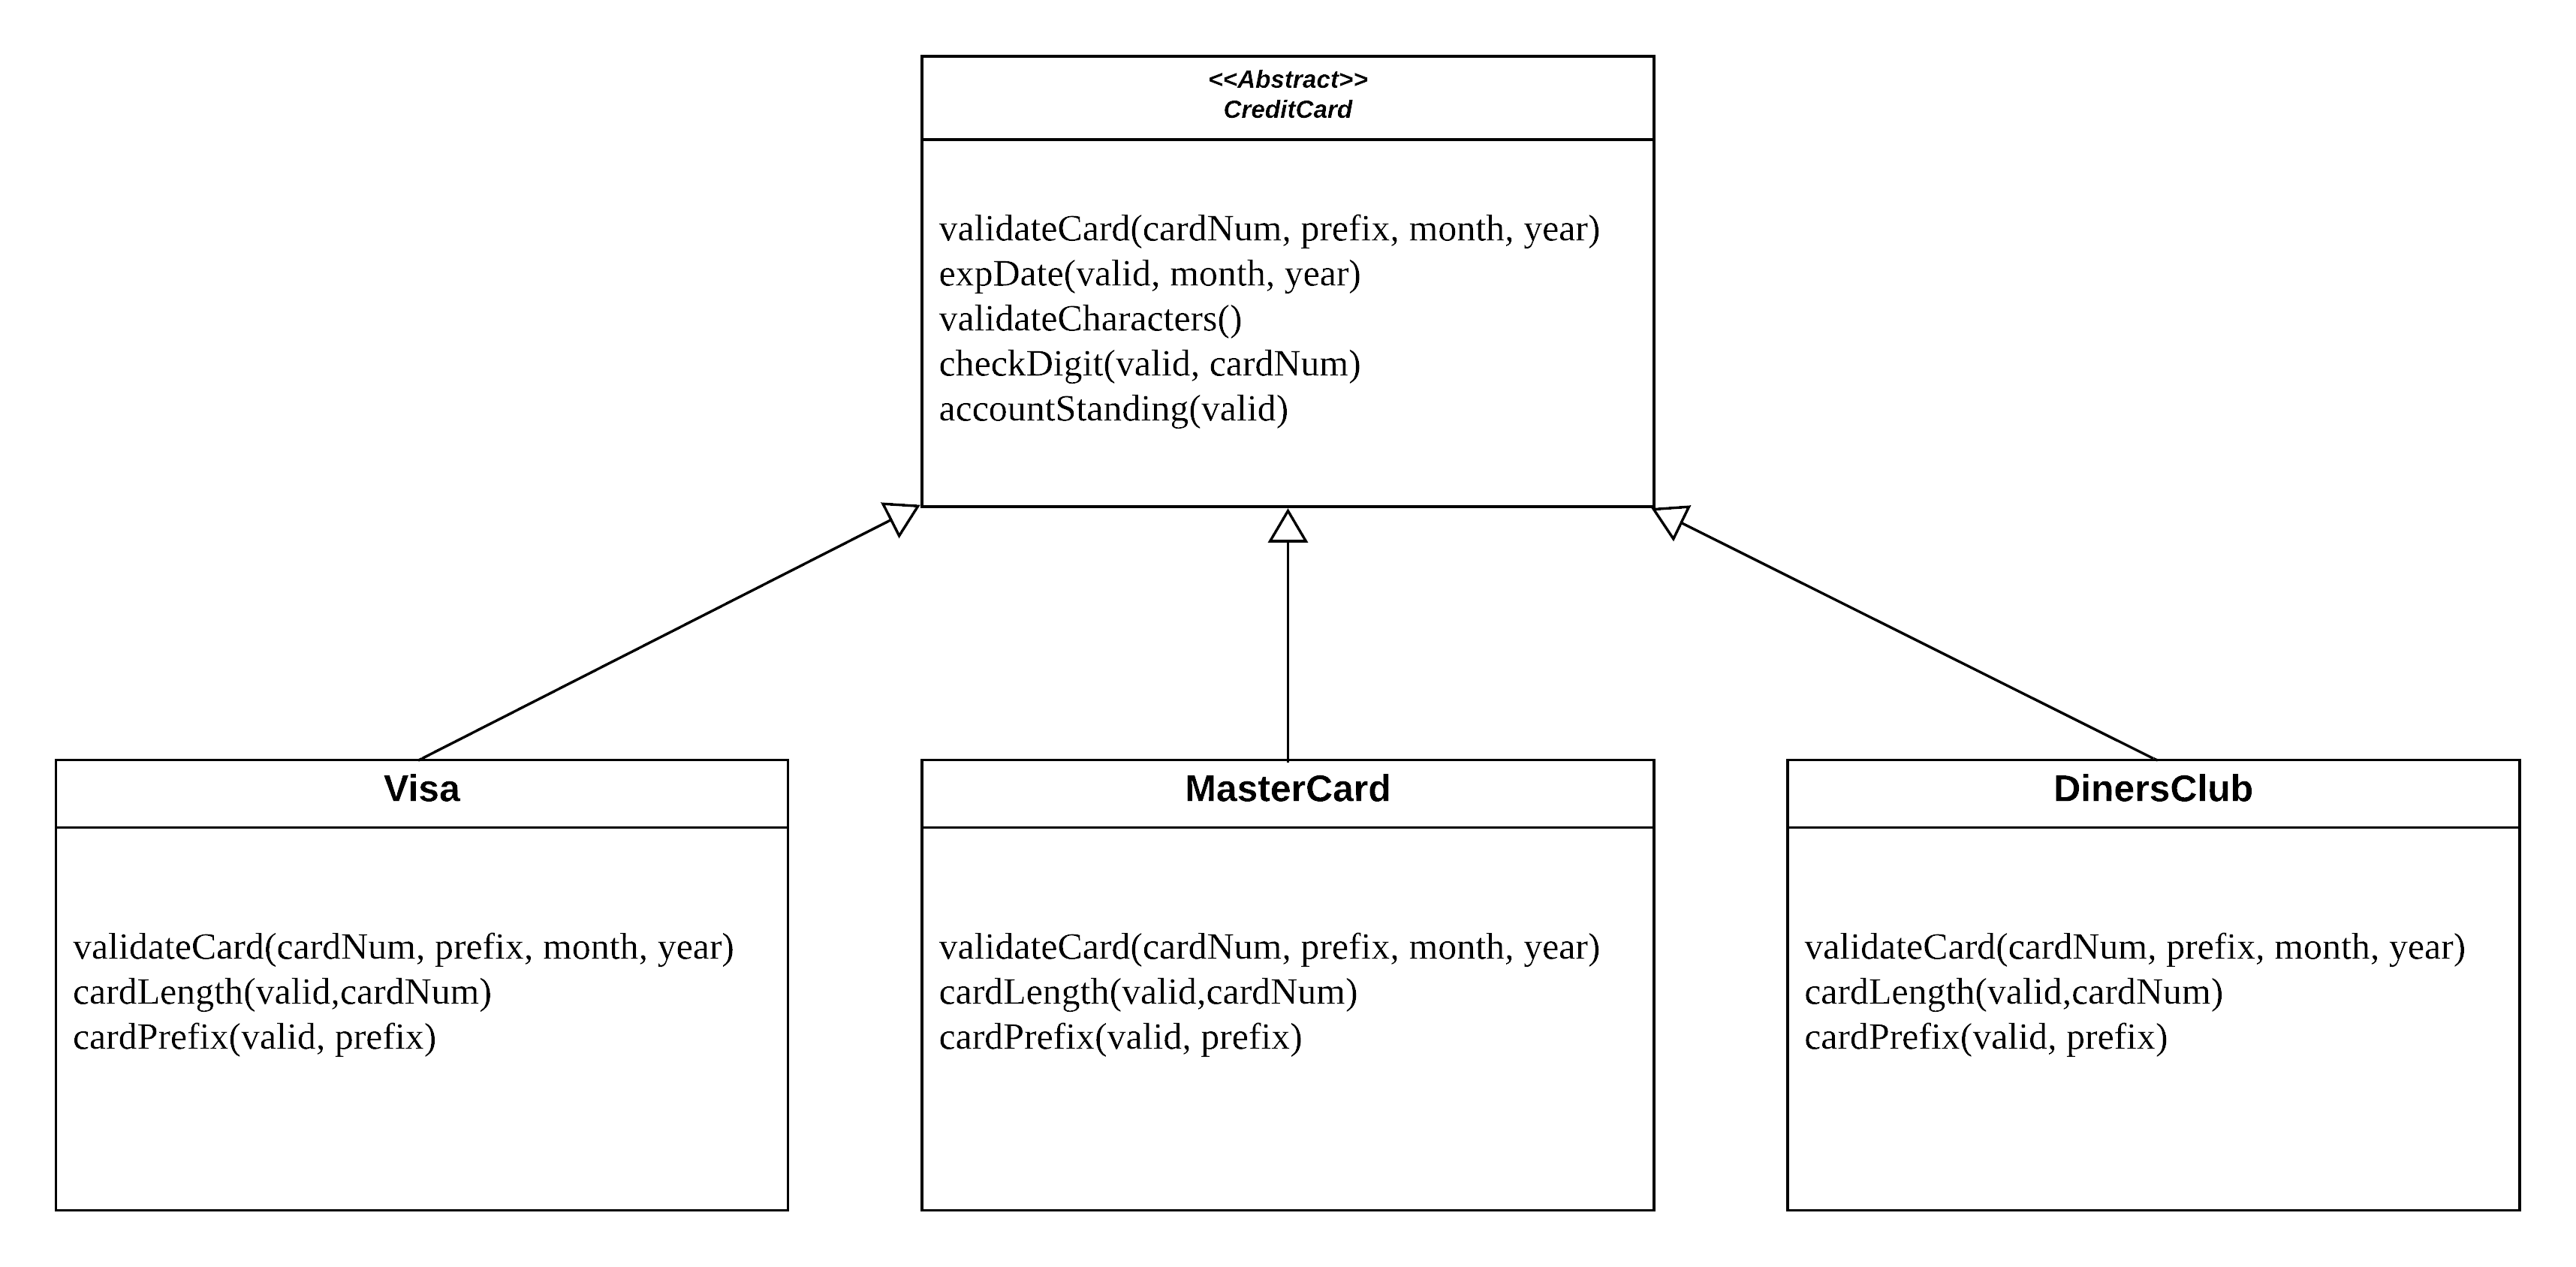 <<Abstract>>
CreditCard
validateCard(cardNum, prefix, month, year)
expDate(valid, month, year)
validateCharacters()
checkDigit(valid, cardNum)
accountStanding(valid)
Visa
validateCard(cardNum, prefix, month, year)
cardLength(valid,cardNum)
cardPrefix(valid, prefix)
MasterCard
validateCard(cardNum, prefix, month, year)
cardLength(valid,cardNum)
cardPrefix(valid, prefix)
DinersClub
validateCard(cardNum, prefix, month, year)
cardLength(valid,cardNum)
cardPrefix(valid, prefix)